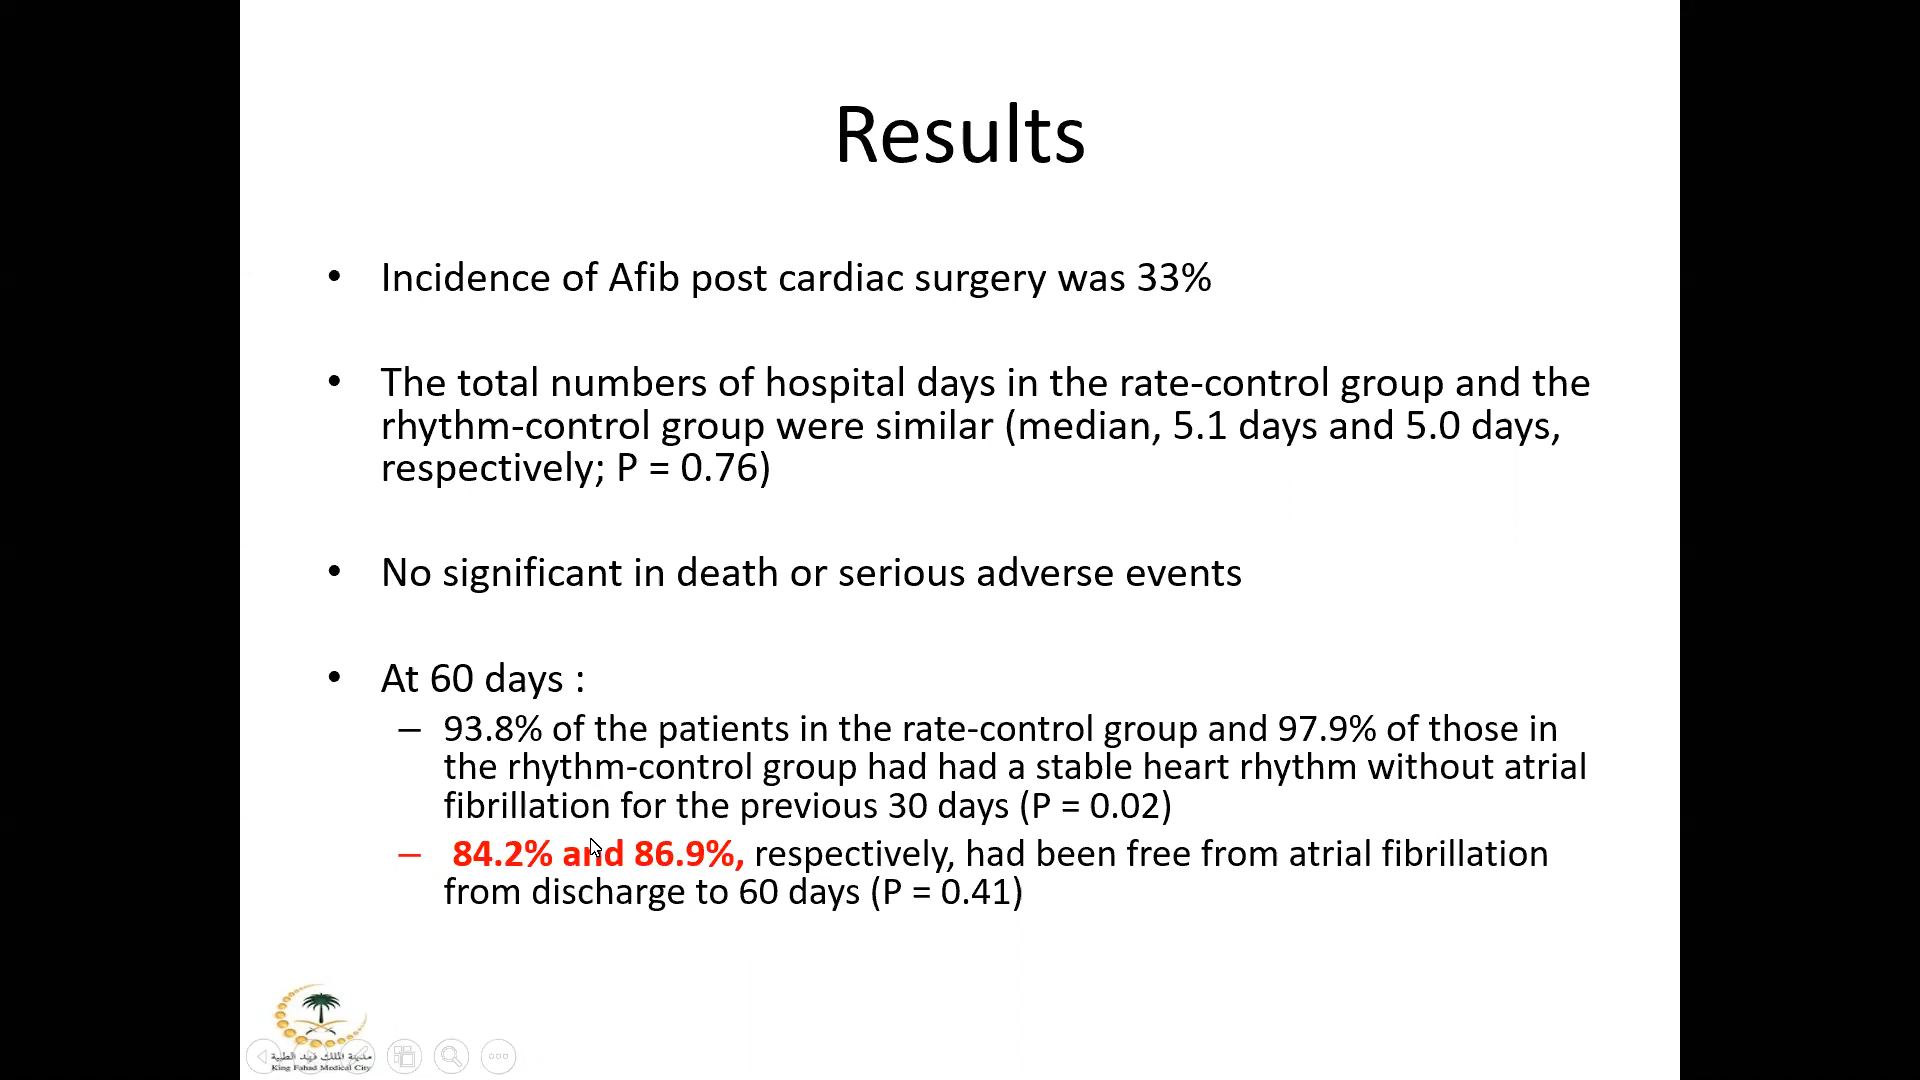 Results
• Incidence of Afib post cardiac surgery was 33%
• The total numbers of hospital days in the rate-control group and the
rhythm-control group were similar (median, 5.1 days and 5.0 days,
respectively; P = 0.76)
• No significant in death or serious adverse events
• At 60 days :
– 93.8% of the patients in the rate-control group and 97.9% of those in
the rhythm-control group had had a stable heart rhythm without atrial
fibrillation for the previous 30 days (P = 0.02)
– 84.2% and 86.9%, respectively, had been free from atrial fibrillation
from discharge to 60 days (P = 0.41)
مدينة الملك فهد الطبية
King Fahad Medical City